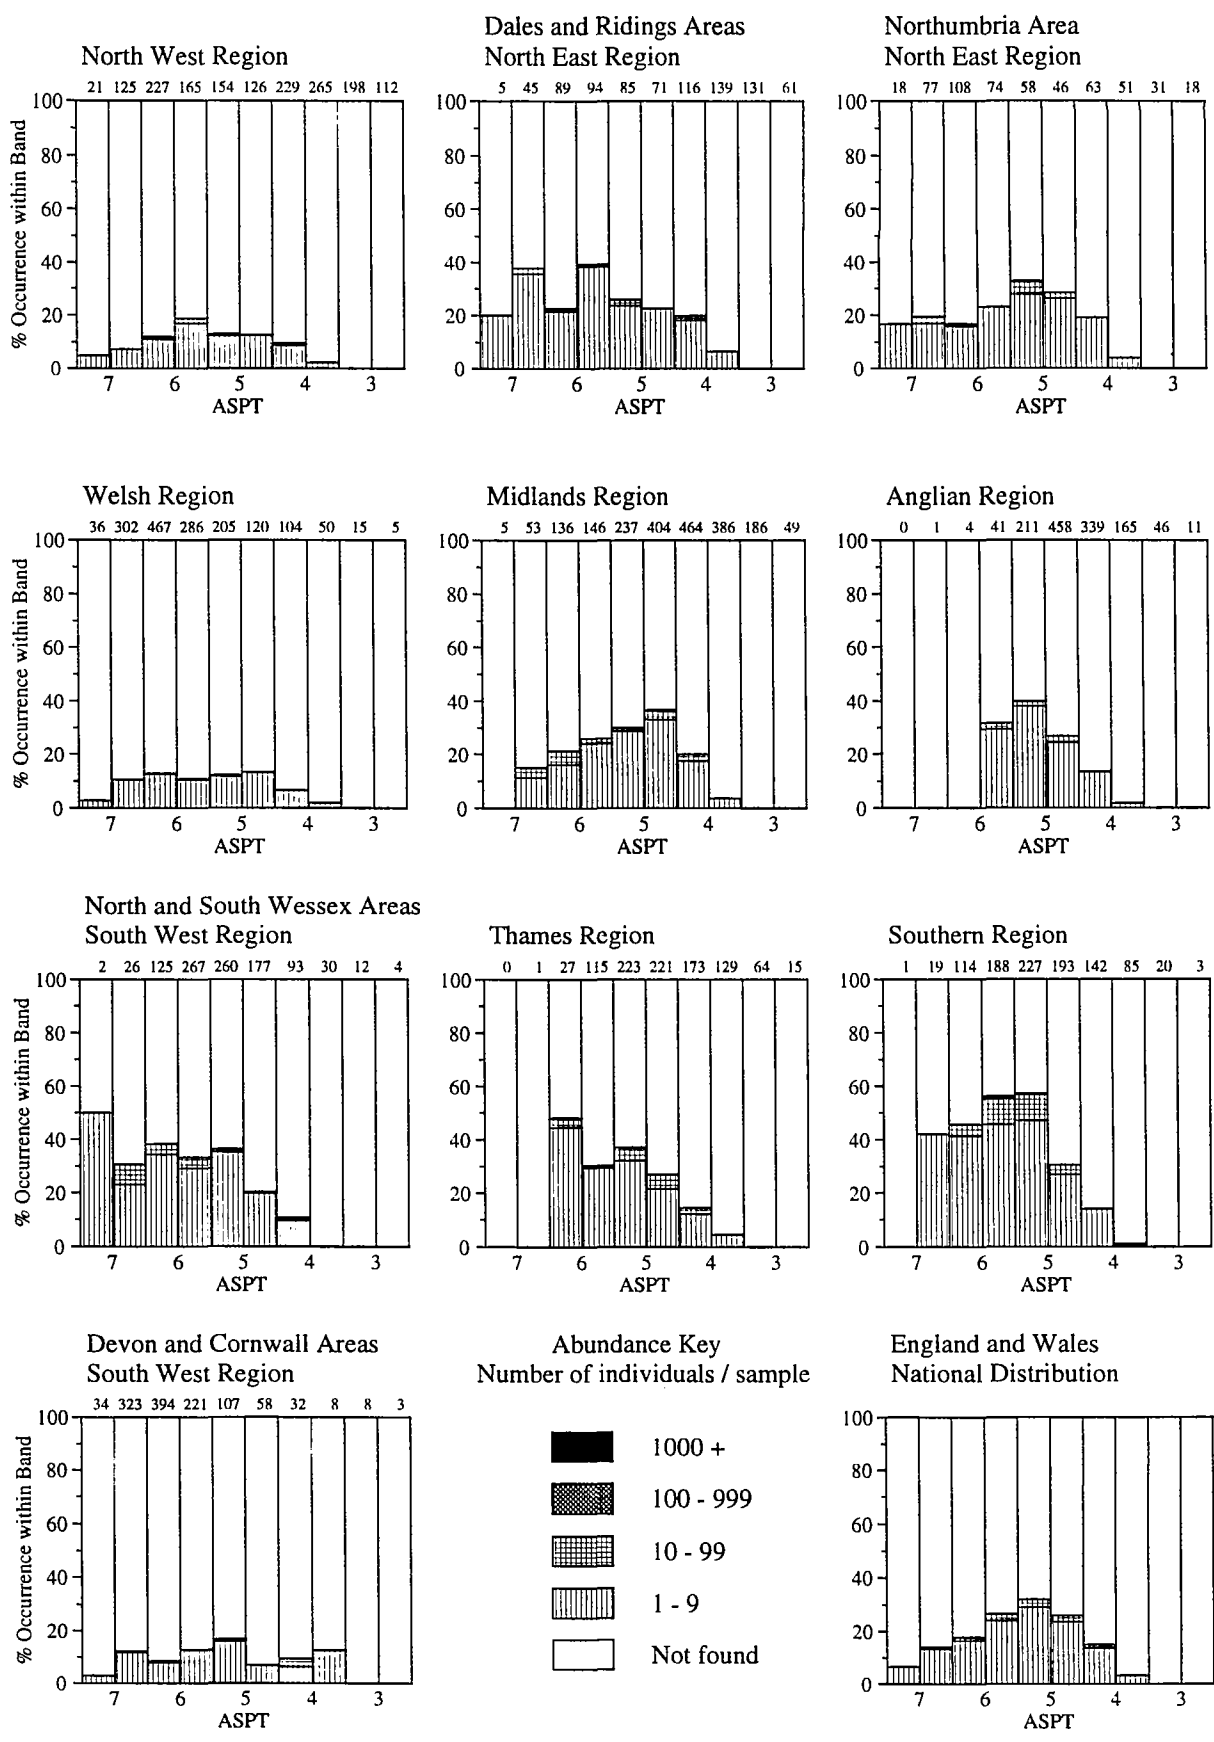 North West Region
21 125 227 165 154 126 229 265 198 112
% Occurrence within Band
100
80
60
40
20
0
7 6 5 4 3
ASPT
Dales and Ridings Areas
North East Region
5 45 89 94 85 71 116 139 131 61
100
80
60
40
20
0
7 6 5 4 3
ASPT
Northumbria Area
North East Region
18 77 108 74 58 46 63 51 31 18
100
80
60
40
20
0
7 6 5 4 3
ASPT
Welsh Region
36 302 467 286 205 120 104 50 15 5
% Occurrence within Band
100
80
60
40
20
0
7 6 5 4 3
ASPT
Midlands Region
5 53 136 146 237 404 464 386 186 49
100
80
60
40
20
0
7 6 5 4 3
ASPT
Anglian Region
0 1 4 41 211 458 339 165 46 11
100
80
60
40
20
0
7 6 5 4 3
ASPT
North and South Wessex Areas
South West Region
2 26 125 267 260 177 93 30 12 4
% Occurrence within Band
100
80
60
40
20
0
7 6 5 4 3
ASPT
Thames Region
0 1 27 115 223 221 173 129 64 15
100
80
60
40
20
0
7 6 5 4 3
ASPT
Southern Region
1 19 114 188 227 193 142 85 20 3
100
80
60
40
20
0
7 6 5 4 3
ASPT
Devon and Cornwall Areas
South West Region
34 323 394 221 107 58 32 8 8 3
% Occurrence within Band
100
80
60
40
20
0
7 6 5 4 3
ASPT
Abundance Key
Number of individuals / sample
1000 +
100 - 999
10 - 99
1 - 9
Not found
England and Wales
National Distribution
100
80
60
40
20
0
7 6 5 4 3
ASPT